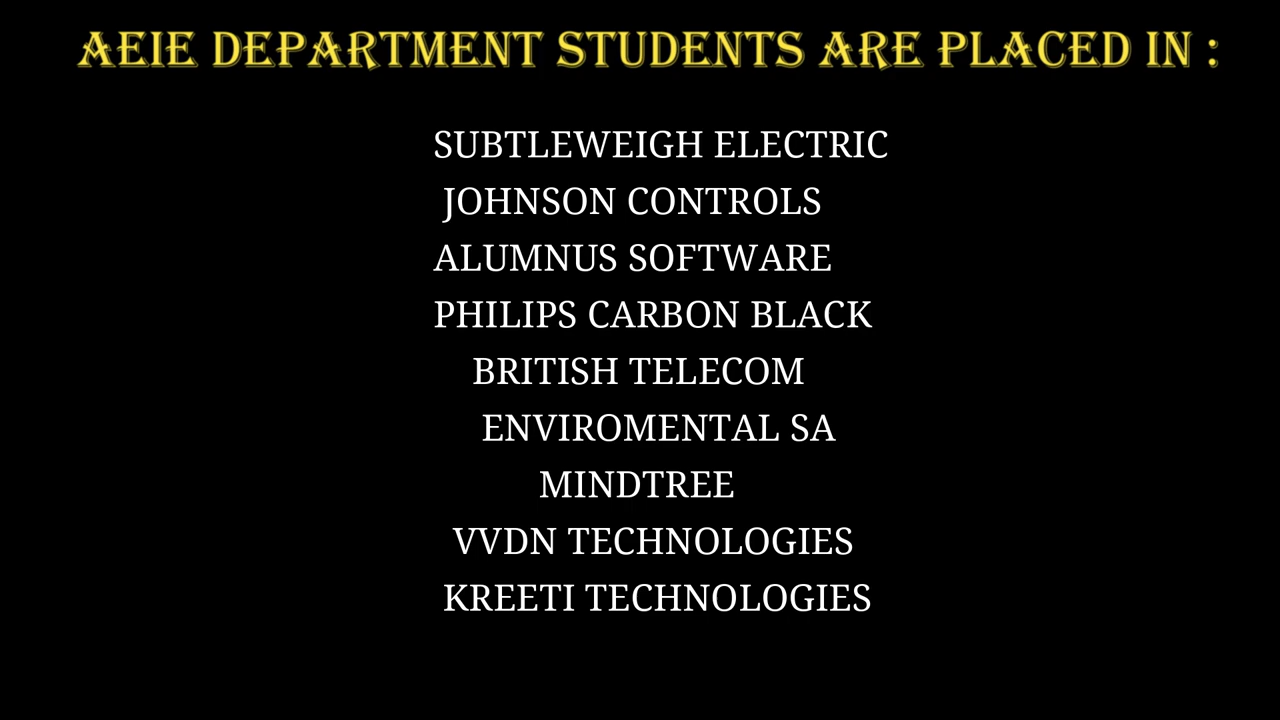 AEIE DEPARTMENT STUDENTS ARE PLACED IN :
SUBTLEWEIGH ELECTRIC
JOHNSON CONTROLS
ALUMNUS SOFTWARE
PHILIPS CARBON BLACK
BRITISH TELECOM
ENVIROMENTAL SA
MINDTREE
VVDN TECHNOLOGIES
KREETI TECHNOLOGIES